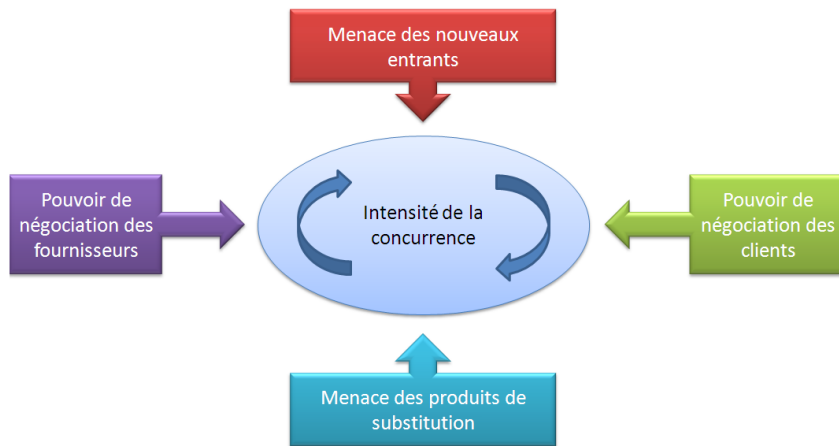 Menace des nouveaux
entrants
Pouvoir de
négociation des
fournisseurs
Intensité de la
concurrence
Pouvoir de
négociation des
clients
Menace des produits de
substitution